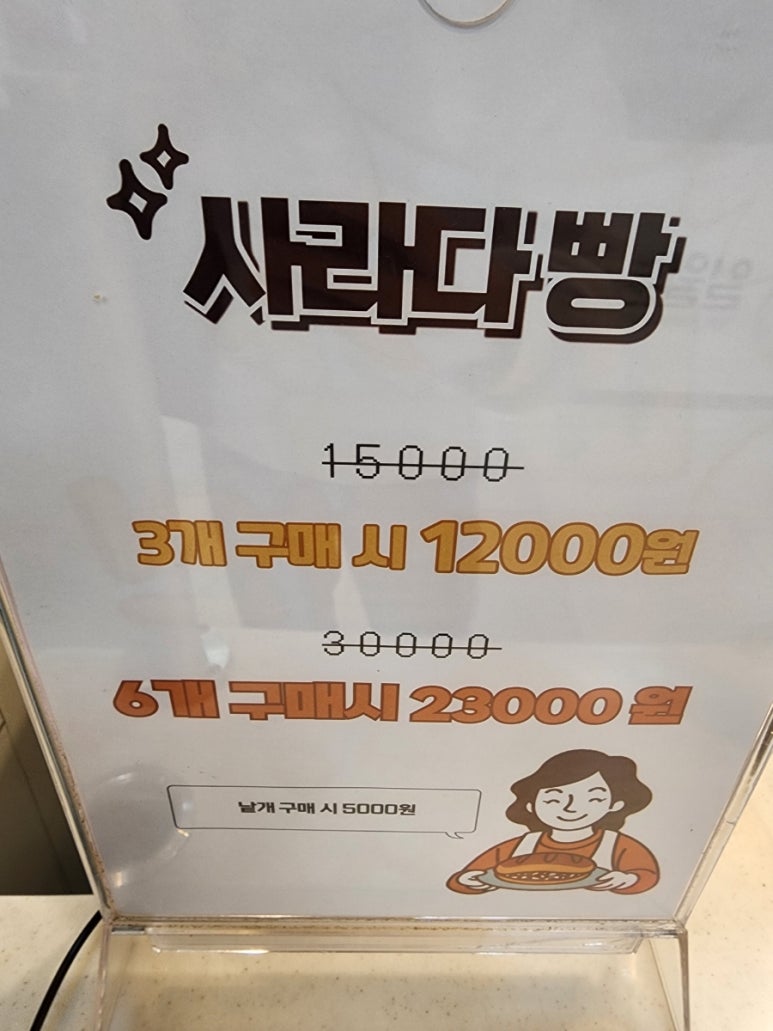 사라다빵
15000
3개 구매 시 12000원
30000
6개 구매시 23000 원
낱개 구매 시 5000원